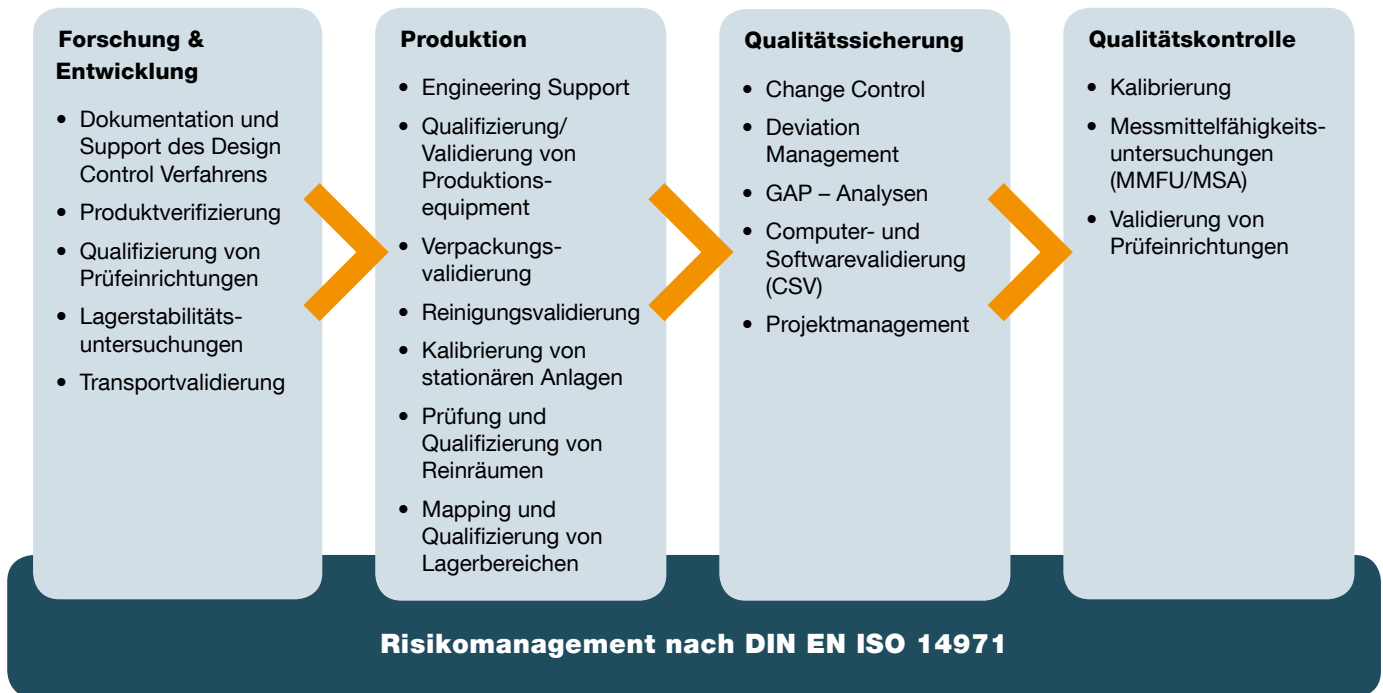 Forschung &
Entwicklung
• Dokumentation und
Support des Design
Control Verfahrens
• Produktverifizierung
• Qualifizierung von
Prüfeinrichtungen
• Lagerstabilitäts-
untersuchungen
• Transportvalidierung
Produktion
• Engineering Support
• Qualifizierung/
Validierung von
Produktions-
equipment
• Verpackungs-
validierung
• Reinigungsvalidierung
• Kalibrierung von
stationären Anlagen
• Prüfung und
Qualifizierung von
Reinräumen
• Mapping und
Qualifizierung von
Lagerbereichen
Qualitätssicherung
• Change Control
• Deviation
Management
• GAP – Analysen
• Computer- und
Softwarevalidierung
(CSV)
• Projektmanagement
Qualitätskontrolle
• Kalibrierung
• Messmittelfähigkeits-
untersuchungen
(MMFU/MSA)
• Validierung von
Prüfeinrichtungen
Risikomanagement nach DIN EN ISO 14971